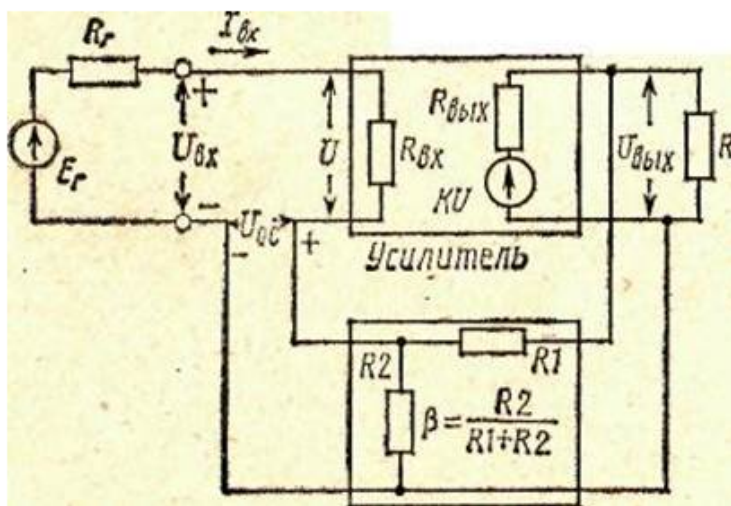 Rг
Iвх
+
Eг
Uвх
U
Rвх
Rвых
KU
Uвых
R
−
Uос
−
+
Усилитель
R2
R1
β = R2
R1+R2